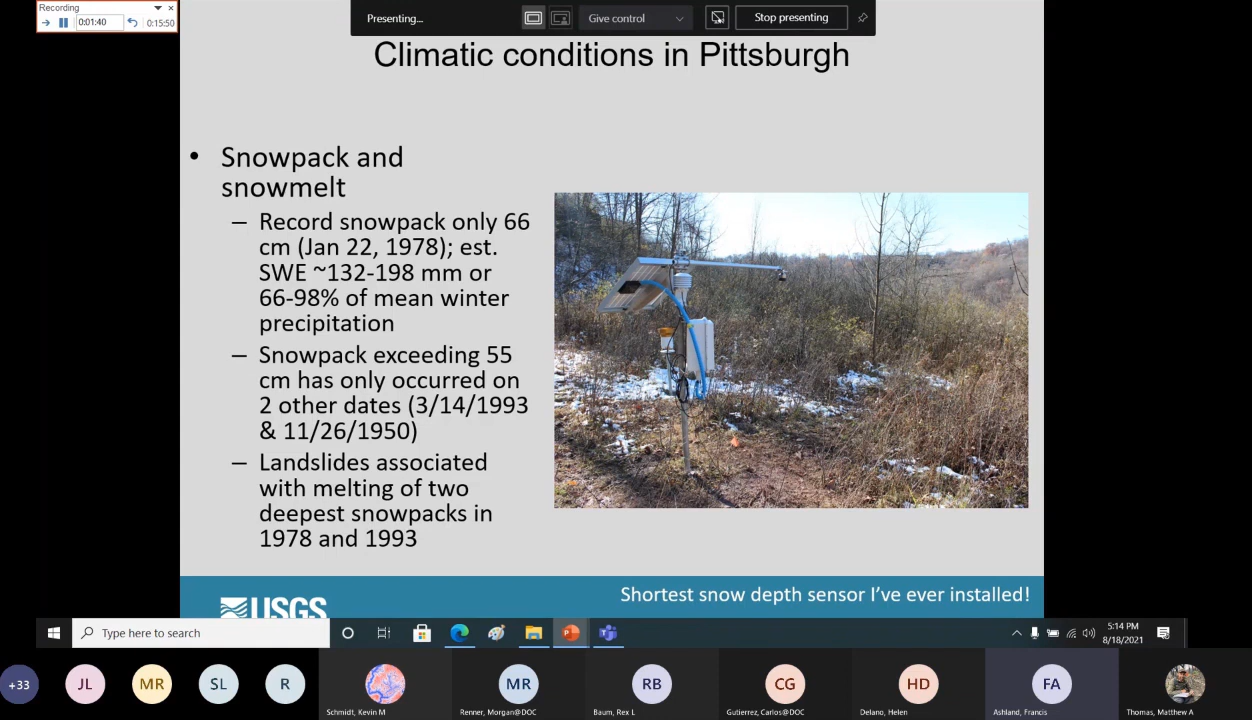 Recording
0:01:40
0:15:50
Presenting...
Give control
Stop presenting
Climatic conditions in Pittsburgh
• Snowpack and
snowmelt
– Record snowpack only 66
cm (Jan 22, 1978); est.
SWE ~132-198 mm or
66-98% of mean winter
precipitation
– Snowpack exceeding 55
cm has only occurred on
2 other dates (3/14/1993
& 11/26/1950)
– Landslides associated
with melting of two
deepest snowpacks in
1978 and 1993
Shortest snow depth sensor I've ever installed!
USGS
Type here to search
5:14 PM
8/18/2021
+33
JL
MR
SL
R
MR
RB
CG
HD
FA
Schmidt, Kevin M
Renner, Morgan@DOC
Baum, Rex L
Gutierrez, Carlos@DOC
Delano, Helen
Ashland, Francis
Thomas, Matthew A